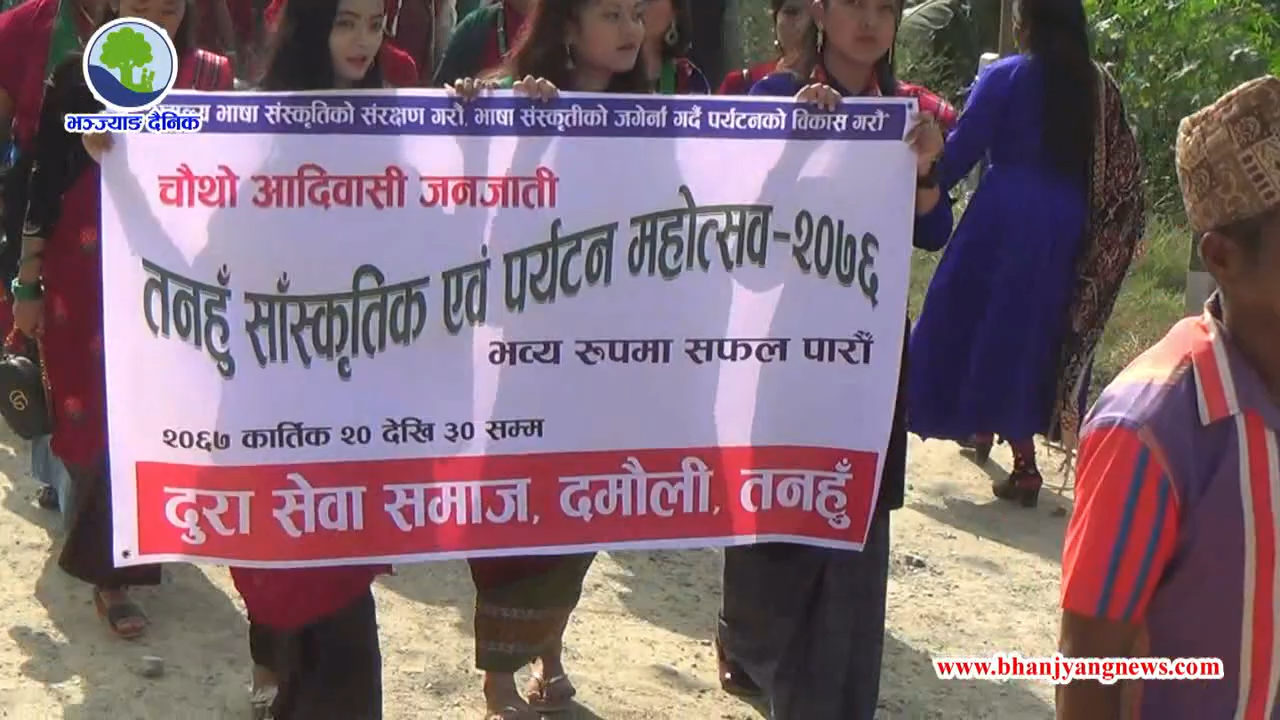 भञ्ज्याङ दैनिक
भाषा संस्कृतिको संरक्षण गरौं, भाषा संस्कृतीको जगेर्ना गर्दै पर्यटनको विकास गरौं
चौथो आदिवासी जनजाती
तनहुँ साँस्कृतिक एवं पर्यटन महोत्सव-२०७६
भव्य रुपमा सफल पारौँ
२०६७ कार्तिक २० देखि ३० सम्म
दुरा सेवा समाज, दमौली, तनहुँ
www.bhanjyangnews.com